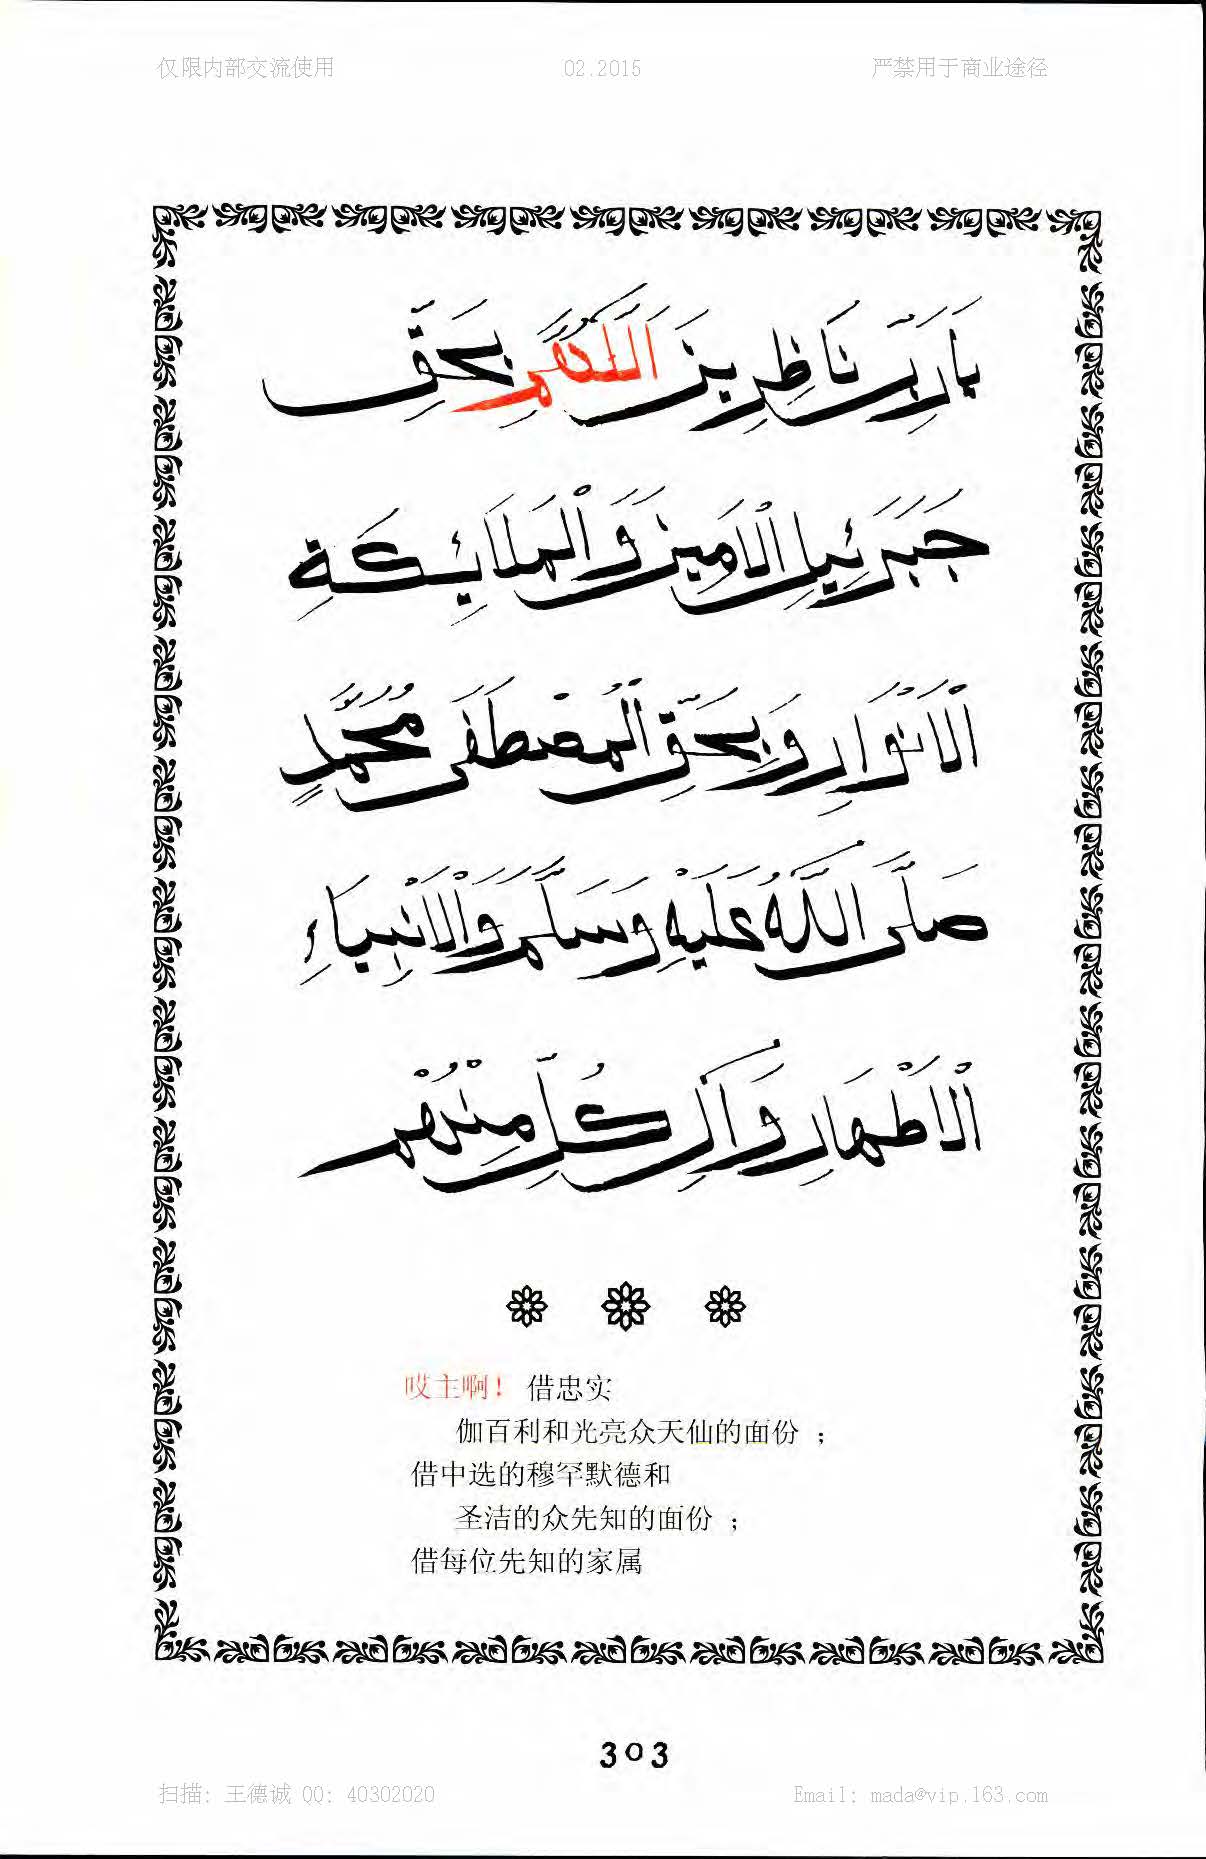 仅限内部交流使用 02.2015 严禁用于商业途径
يَارَبَّ نَاظِرِينَ اَللّٰهُمَّ بِحَقِّ
جَبَرَئِيلِ الْاَمِينِ وَالْمَلَائِكَةِ
الْاَنْوَارِ وَبِحَقِّ الْمُصْطَفَى مُحَمَّدٍ
صَلَّى اللّٰهُ عَلَيْهِ وَسَلَّمَ وَالْاَنْبِيَاءِ
الْاَطْهَارِ وَآلِ كُلٍّ مِنْهُمْ
哎主啊！借忠实
伽百利和光亮众天仙的面份；
借中选的穆罕默德和
圣洁的众先知的面份；
借每位先知的家属
303
扫描：王德诚 QQ：40302020 Email：mada@vip.163.com